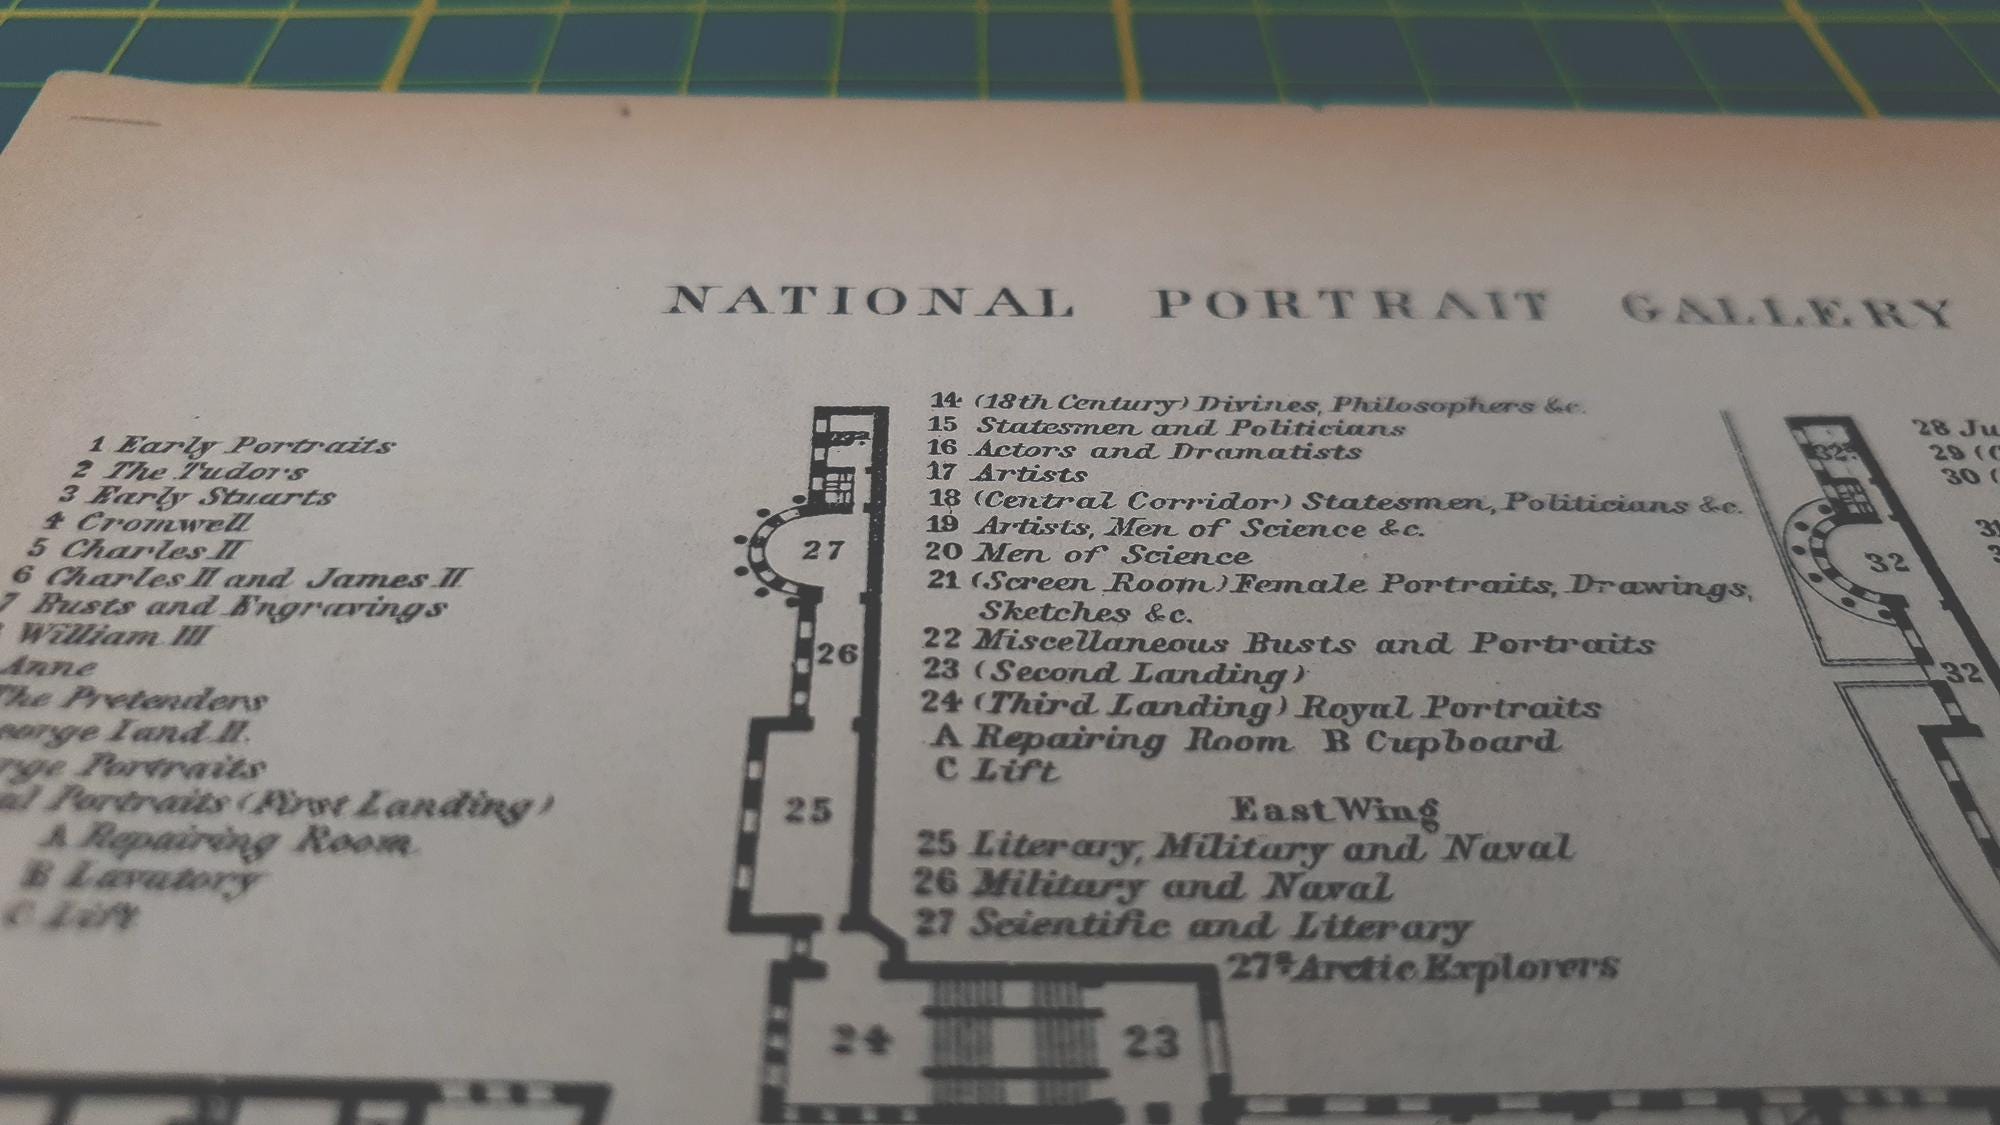 NATIONAL PORTRAIT GALLERY
1 Early Portraits
2 The Tudors
3 Early Stuarts
4 Cromwell
5 Charles II
6 Charles II and James II
7 Busts and Engravings
William III
Anne
The Pretenders
eorge I and II.
rge Portraits
al Portraits (First Landing)
A Repairing Room
B Lavatory
C Lift
27
26
25
24
23
14 (18th Century) Divines, Philosophers &c.
15 Statesmen and Politicians
16 Actors and Dramatists
17 Artists
18 (Central Corridor) Statesmen, Politicians &c.
19 Artists, Men of Science &c.
20 Men of Science
21 (Screen Room) Female Portraits, Drawings,
Sketches &c.
22 Miscellaneous Busts and Portraits
23 (Second Landing)
24 (Third Landing) Royal Portraits
A Repairing Room B Cupboard
C Lift
East Wing
25 Literary, Military and Naval
26 Military and Naval
27 Scientific and Literary
27a Arctic Explorers
32
32
28 Ju
29 (
30 (